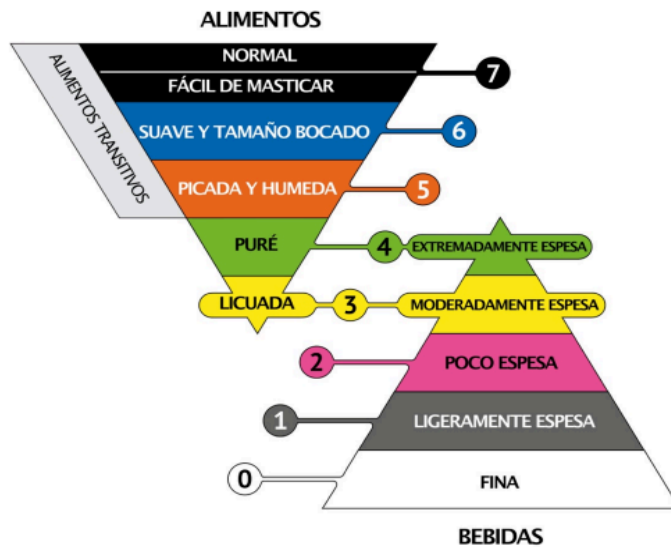 ALIMENTOS
NORMAL
FÁCIL DE MASTICAR
7
ALIMENTOS TRANSITIVOS
SUAVE Y TAMAÑO BOCADO
6
PICADA Y HUMEDA
5
PURÉ
4
EXTREMADAMENTE ESPESA
LICUADA
3
MODERADAMENTE ESPESA
2
POCO ESPESA
1
LIGERAMENTE ESPESA
0
FINA
BEBIDAS